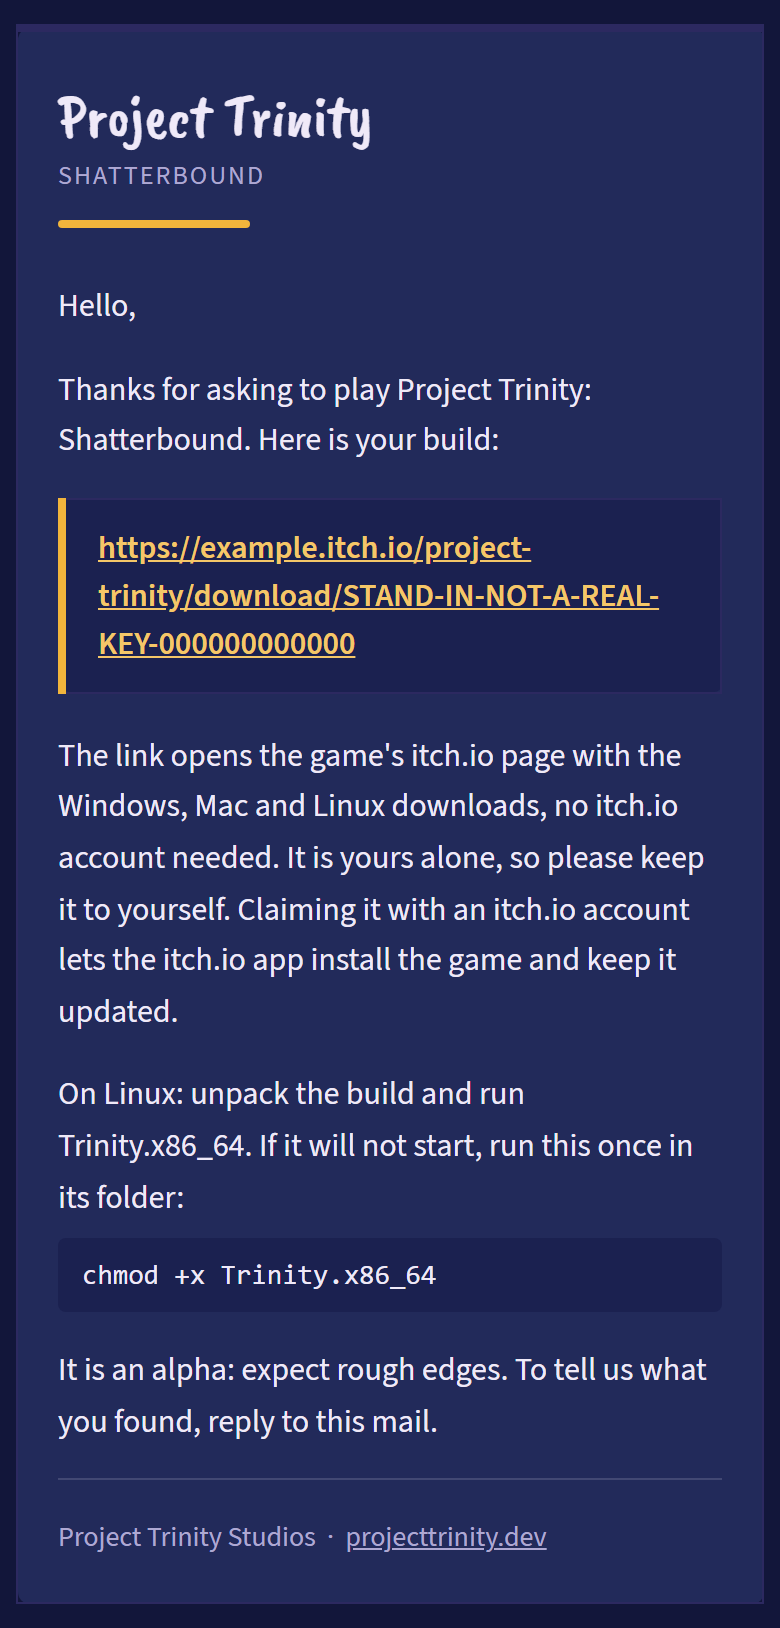 Project Trinity
SHATTERBOUND
Hello,
Thanks for asking to play Project Trinity:
Shatterbound. Here is your build:
https://example.itch.io/project-
trinity/download/STAND-IN-NOT-A-REAL-
KEY-000000000000
The link opens the game's itch.io page with the
Windows, Mac and Linux downloads, no itch.io
account needed. It is yours alone, so please keep
it to yourself. Claiming it with an itch.io account
lets the itch.io app install the game and keep it
updated.
On Linux: unpack the build and run
Trinity.x86_64. If it will not start, run this once in
its folder:
chmod +x Trinity.x86_64
It is an alpha: expect rough edges. To tell us what
you found, reply to this mail.
Project Trinity Studios · projecttrinity.dev